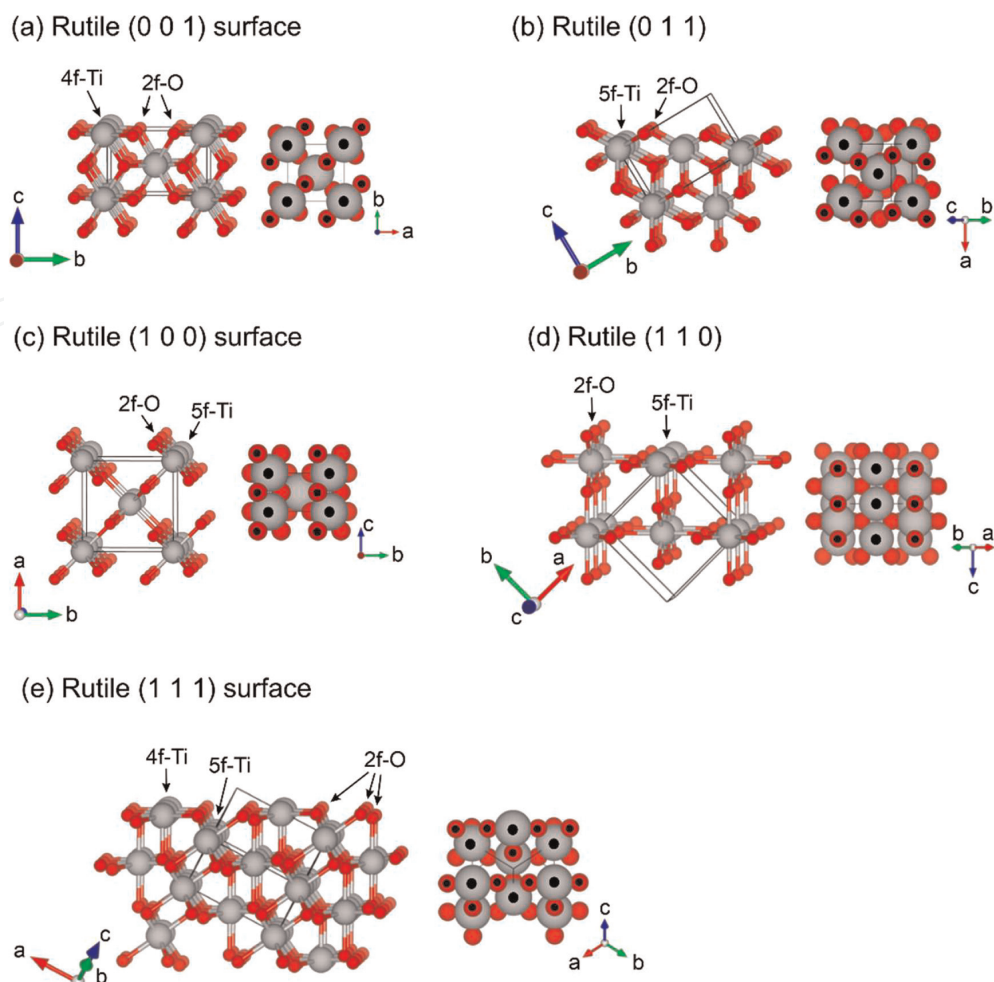 (a) Rutile (0 0 1) surface
4f-Ti 2f-O
c
b
b
a
(b) Rutile (0 1 1)
5f-Ti 2f-O
c
b
c b
a
(c) Rutile (1 0 0) surface
2f-O 5f-Ti
a
b
c
b
(d) Rutile (1 1 0)
2f-O
5f-Ti
b a
c
b a
c
(e) Rutile (1 1 1) surface
4f-Ti 5f-Ti 2f-O
a c
b
c
a b